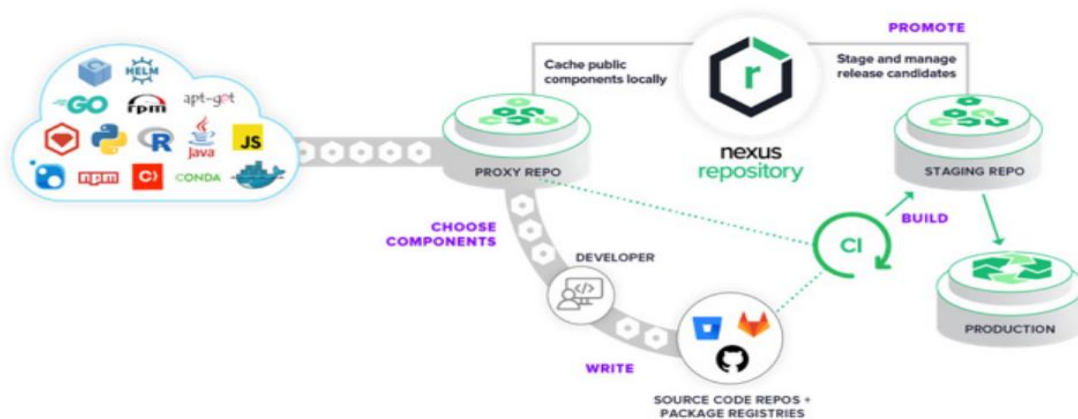 PROMOTE
Cache public
components locally
r
Stage and manage
release candidates
HELM
GO
rpm
apt-get
R
Java
JS
npm
CONDA
nexus
repository
PROXY REPO
STAGING REPO
CHOOSE
COMPONENTS
CI
BUILD
DEVELOPER
</>
WRITE
PRODUCTION
SOURCE CODE REPOS +
PACKAGE REGISTRIES